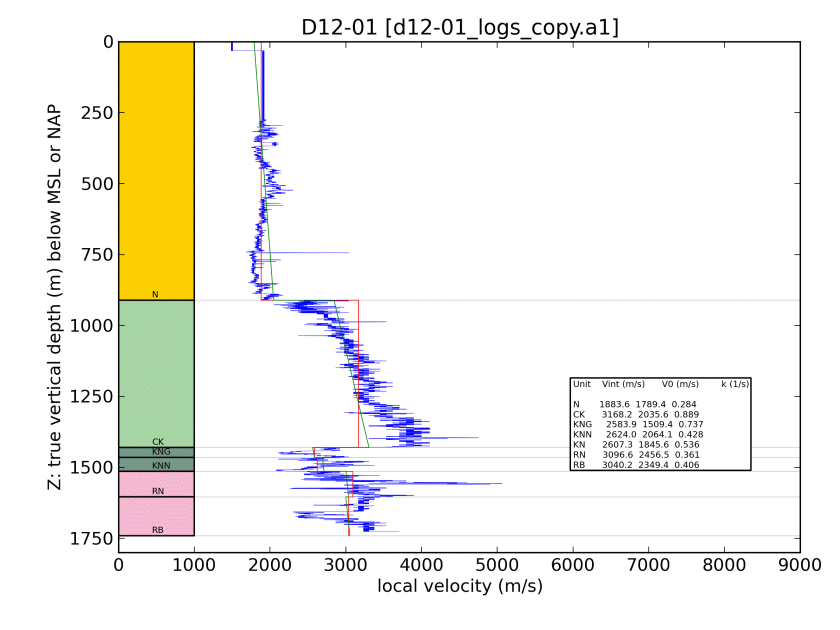 D12-01 [d12-01_logs_copy.a1]
0
250
500
750
1000
1250
1500
1750
Z: true vertical depth (m) below MSL or NAP
N
CK
KNG
KNN
RN
RB
Unit Vint (m/s) V0 (m/s) k (1/s)
N 1883.6 1789.4 0.284
CK 3168.2 2035.6 0.889
KNG 2583.9 1509.4 0.737
KNN 2624.0 2064.1 0.428
KN 2607.3 1845.6 0.536
RN 3096.6 2456.5 0.361
RB 3040.2 2349.4 0.406
0 1000 2000 3000 4000 5000 6000 7000 8000 9000
local velocity (m/s)